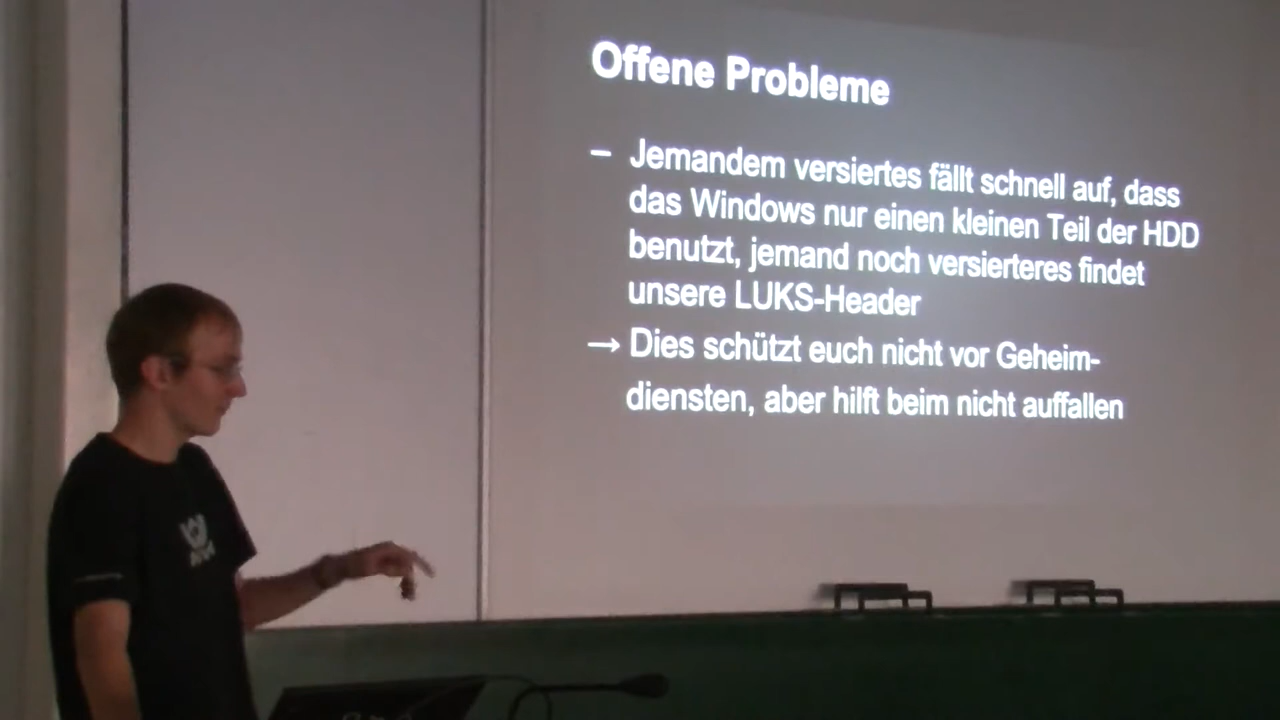 Offene Probleme
– Jemandem versiertes fällt schnell auf, dass
das Windows nur einen kleinen Teil der HDD
benutzt, jemand noch versierteres findet
unsere LUKS-Header
→ Dies schützt euch nicht vor Geheim-
diensten, aber hilft beim nicht auffallen